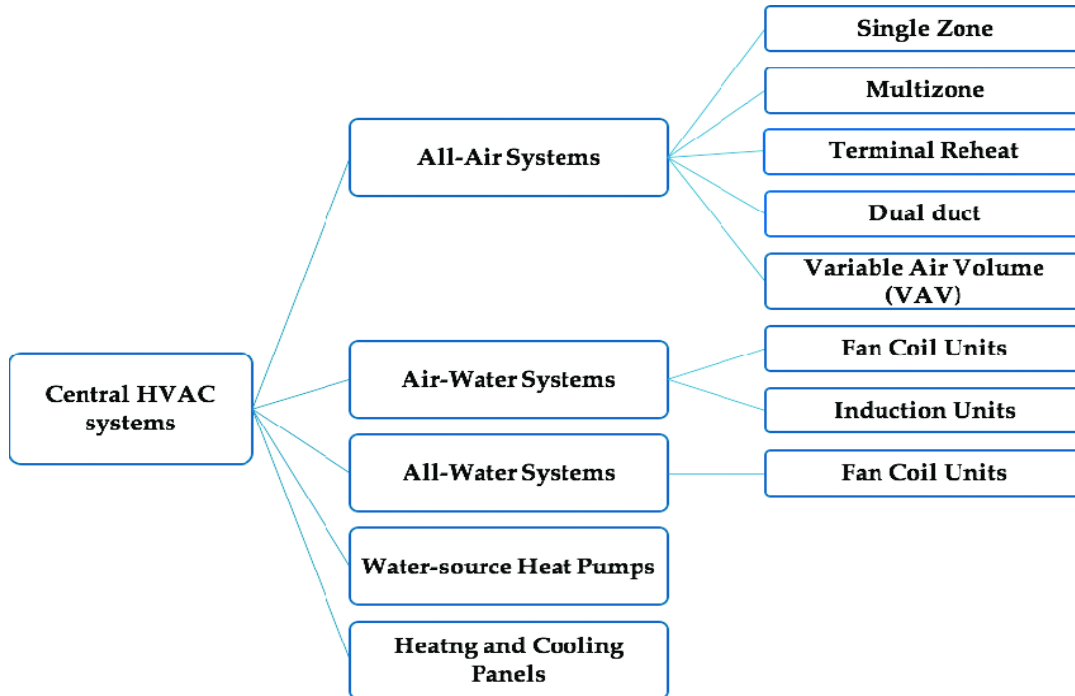 Central HVAC
systems
All-Air Systems
Single Zone
Multizone
Terminal Reheat
Dual duct
Variable Air Volume
(VAV)
Air-Water Systems
Fan Coil Units
Induction Units
All-Water Systems
Fan Coil Units
Water-source Heat Pumps
Heatng and Cooling
Panels